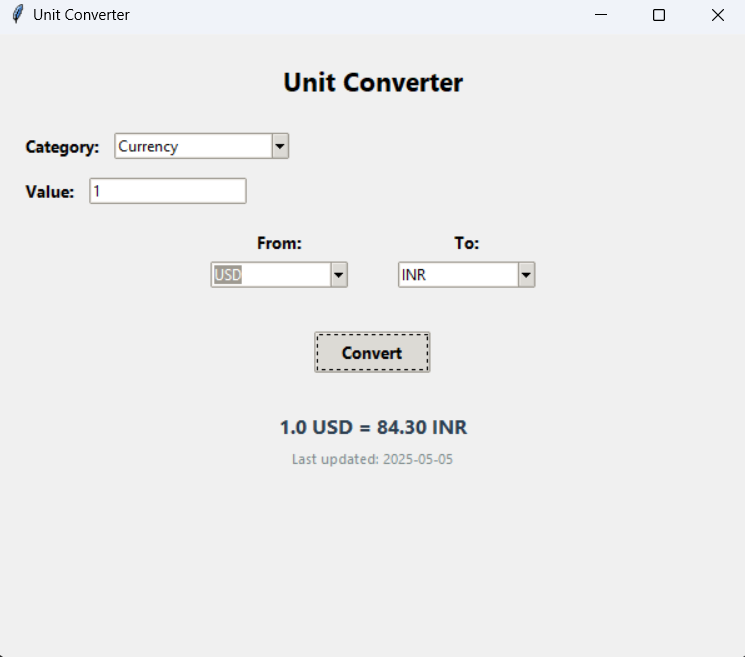 Unit Converter
Unit Converter
Category: Currency
Value: 1
From: To:
USD INR
Convert
1.0 USD = 84.30 INR
Last updated: 2025-05-05